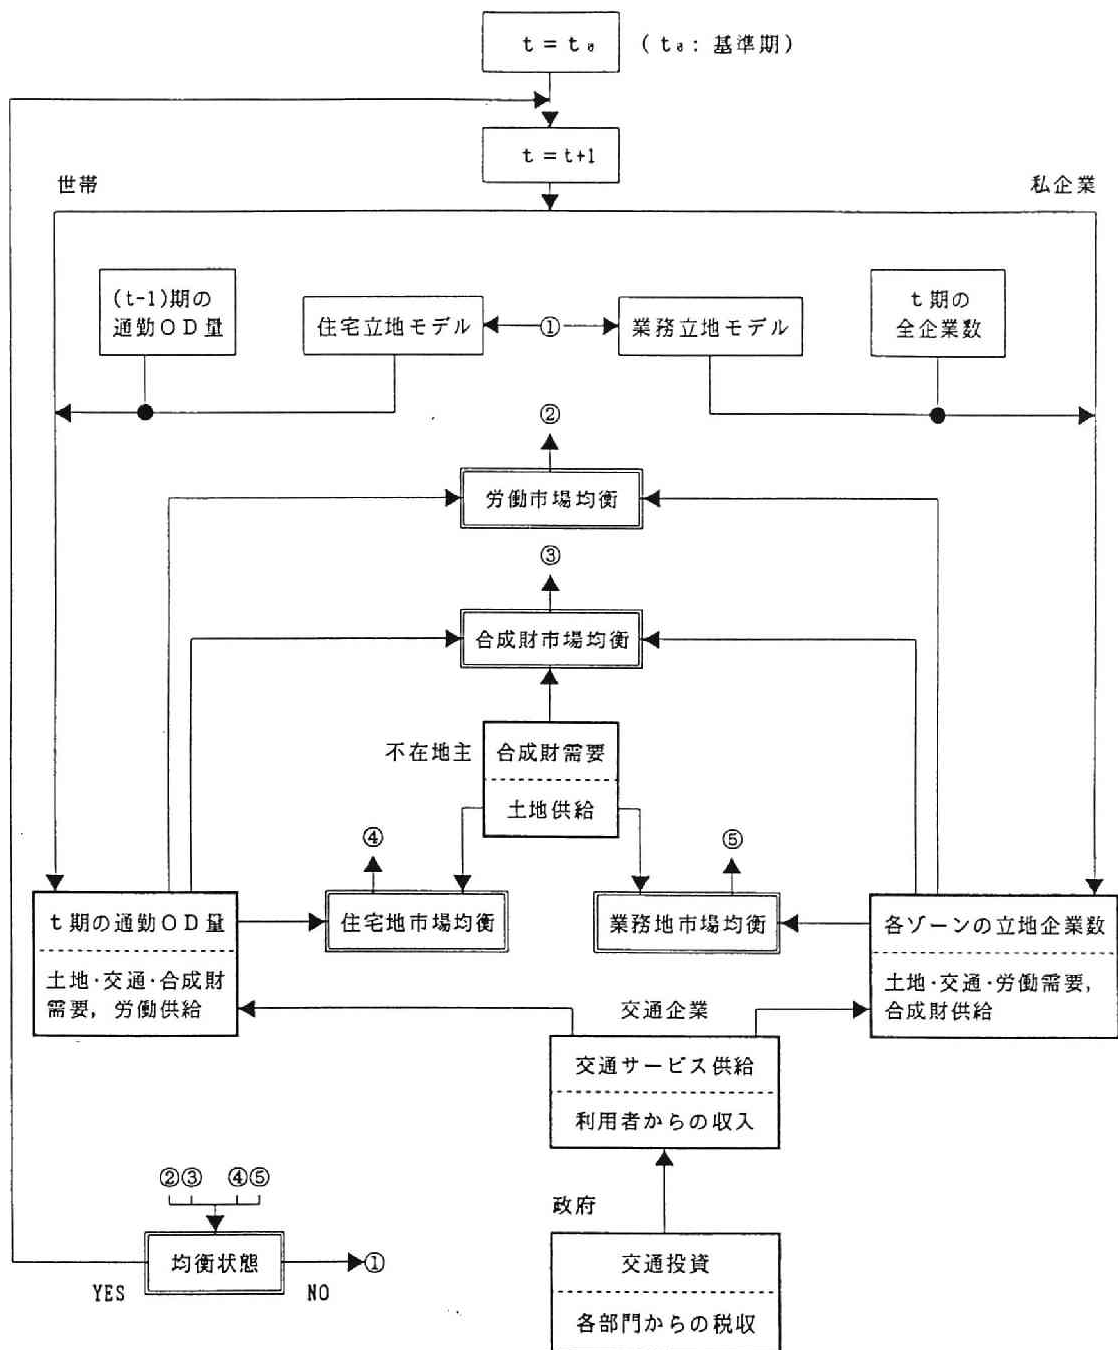 t = t₀
(t₀: 基準期)
t = t+1
世帯
私企業
(t-1)期の
通勤OD量
住宅立地モデル
①
業務立地モデル
t期の
全企業数
②
労働市場均衡
③
合成財市場均衡
不在地主
合成財需要
土地供給
④
⑤
t期の通勤OD量
土地・交通・合成財
需要, 労働供給
住宅地市場均衡
業務地市場均衡
各ゾーンの立地企業数
土地・交通・労働需要,
合成財供給
交通企業
交通サービス供給
利用者からの収入
②③ ④⑤
均衡状態
①
YES
NO
政府
交通投資
各部門からの税収